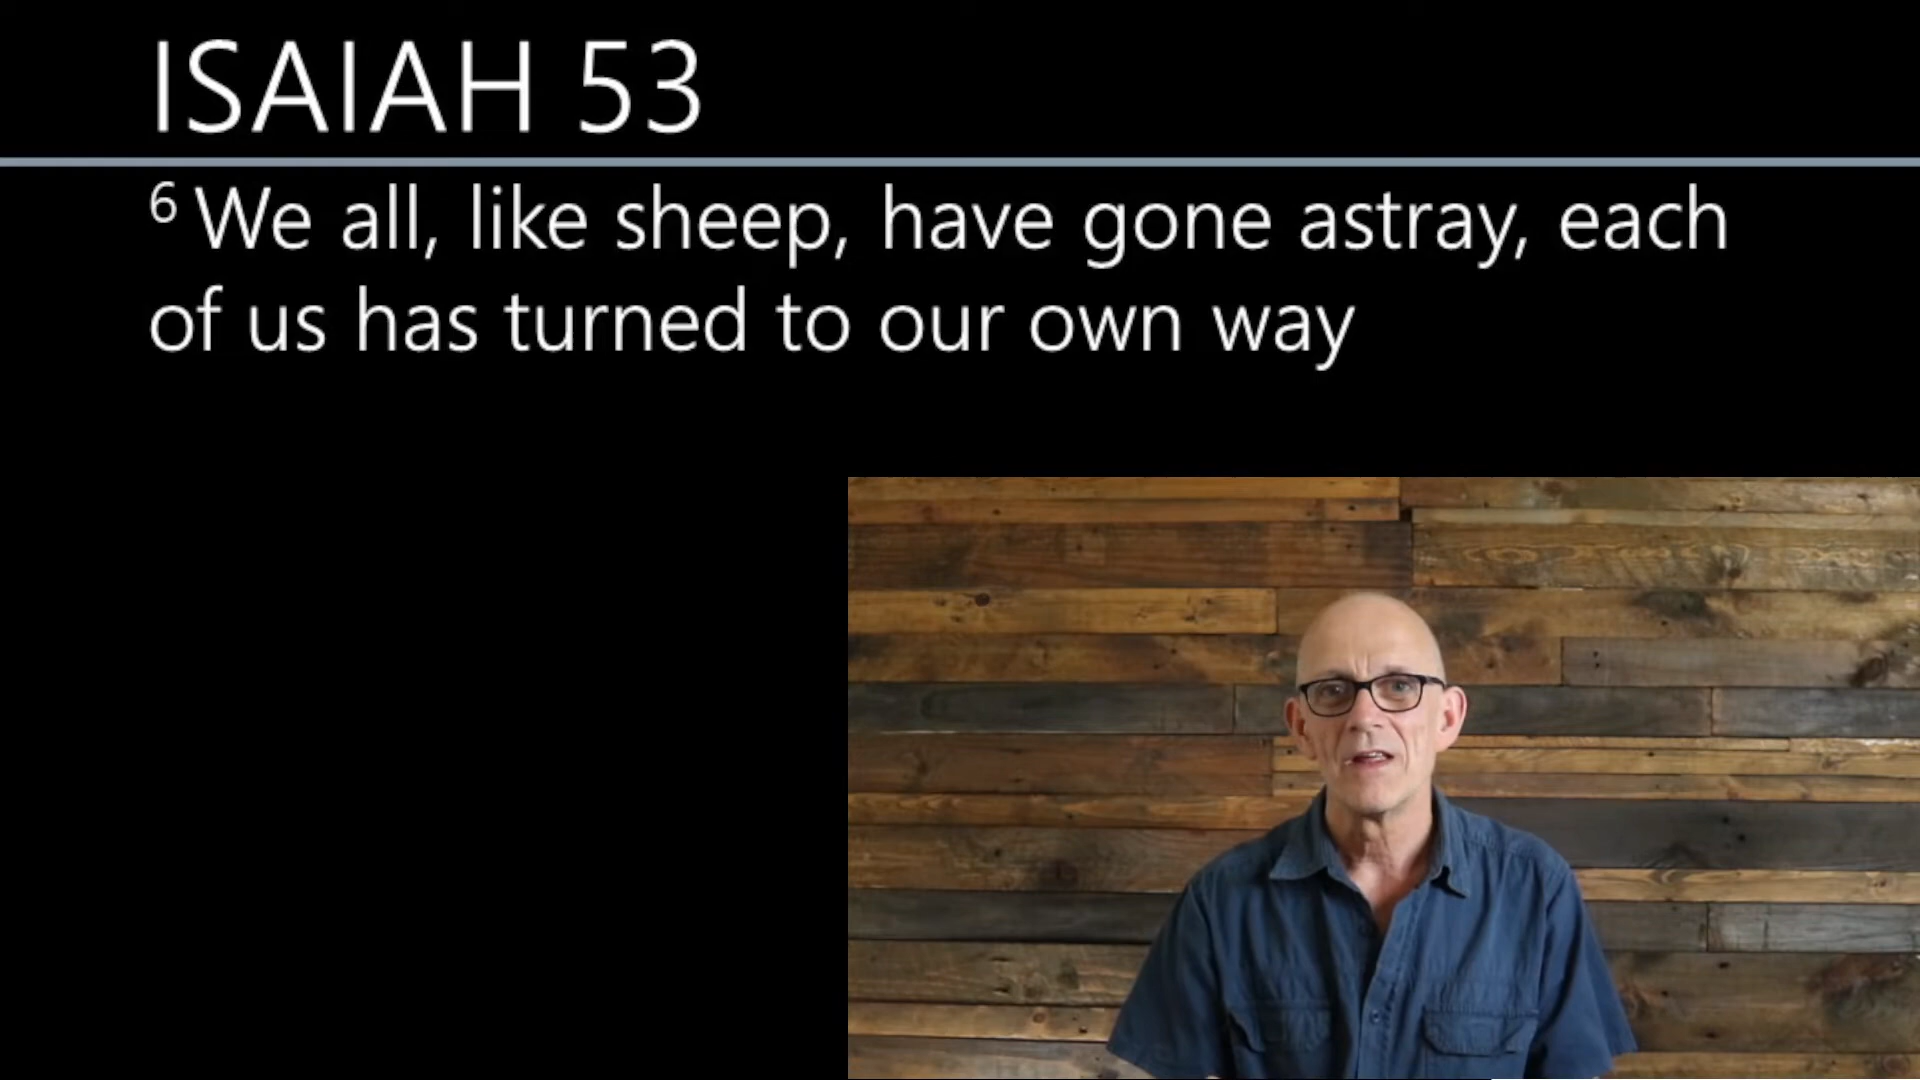 ISAIAH 53
6 We all, like sheep, have gone astray, each
of us has turned to our own way